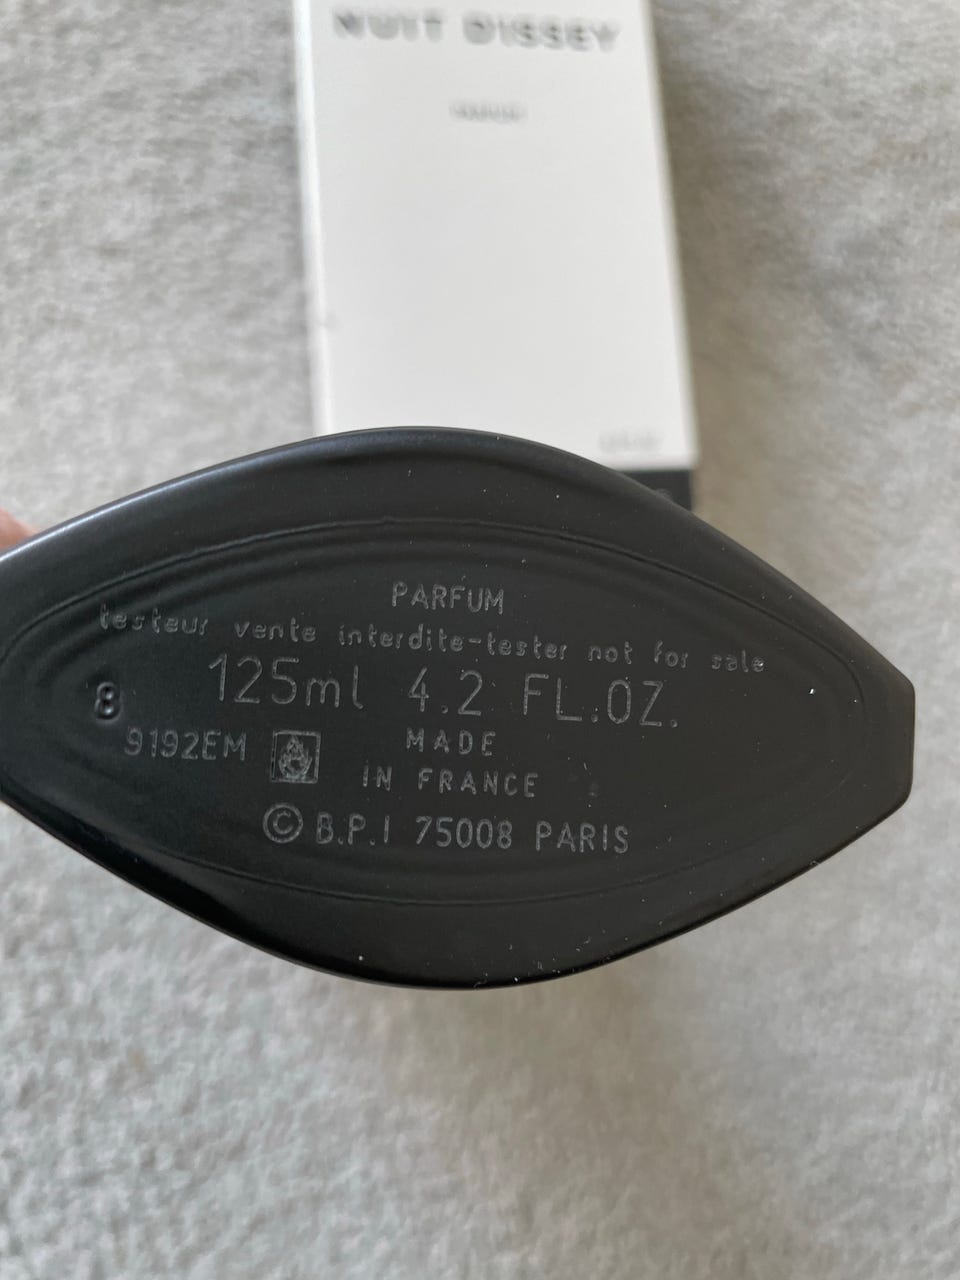 NUIT D'ISSEY
PARFUM
testeur vente interdite-tester not for sale
125ml 4.2 FL.OZ.
8
9192EM
MADE
IN FRANCE
© B.P.I 75008 PARIS